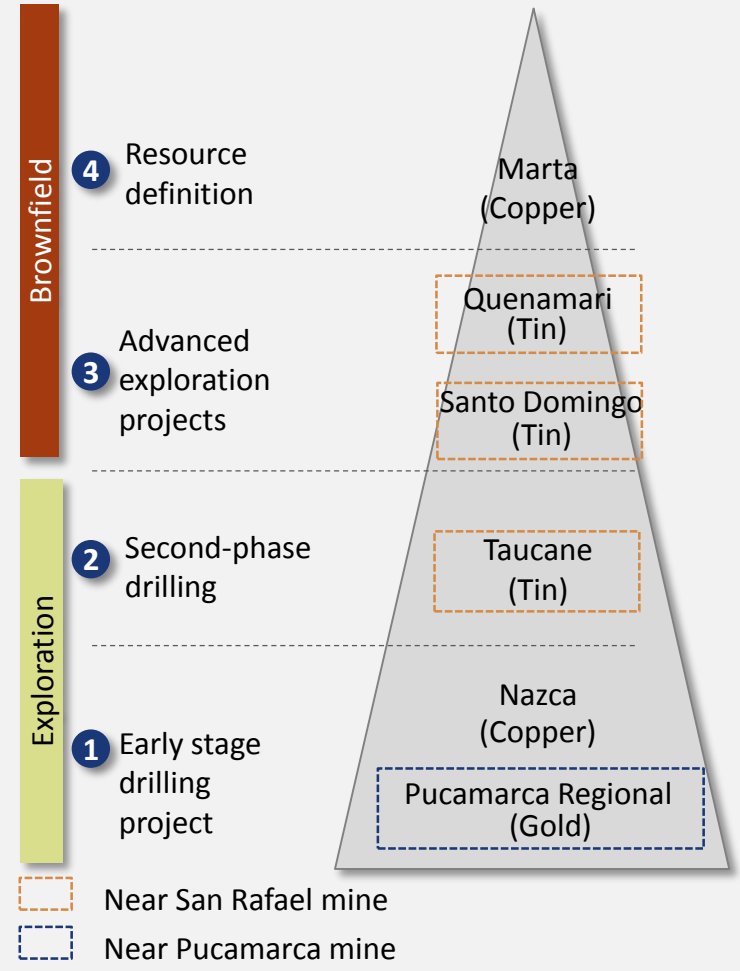 Brownfield
4
Resource
definition
Marta
(Copper)
3
Advanced
exploration
projects
Quenamari
(Tin)
Santo Domingo
(Tin)
Exploration
2
Second-phase
drilling
Taucane
(Tin)
1
Early stage
drilling
project
Nazca
(Copper)
Pucamarca Regional
(Gold)
Near San Rafael mine
Near Pucamarca mine